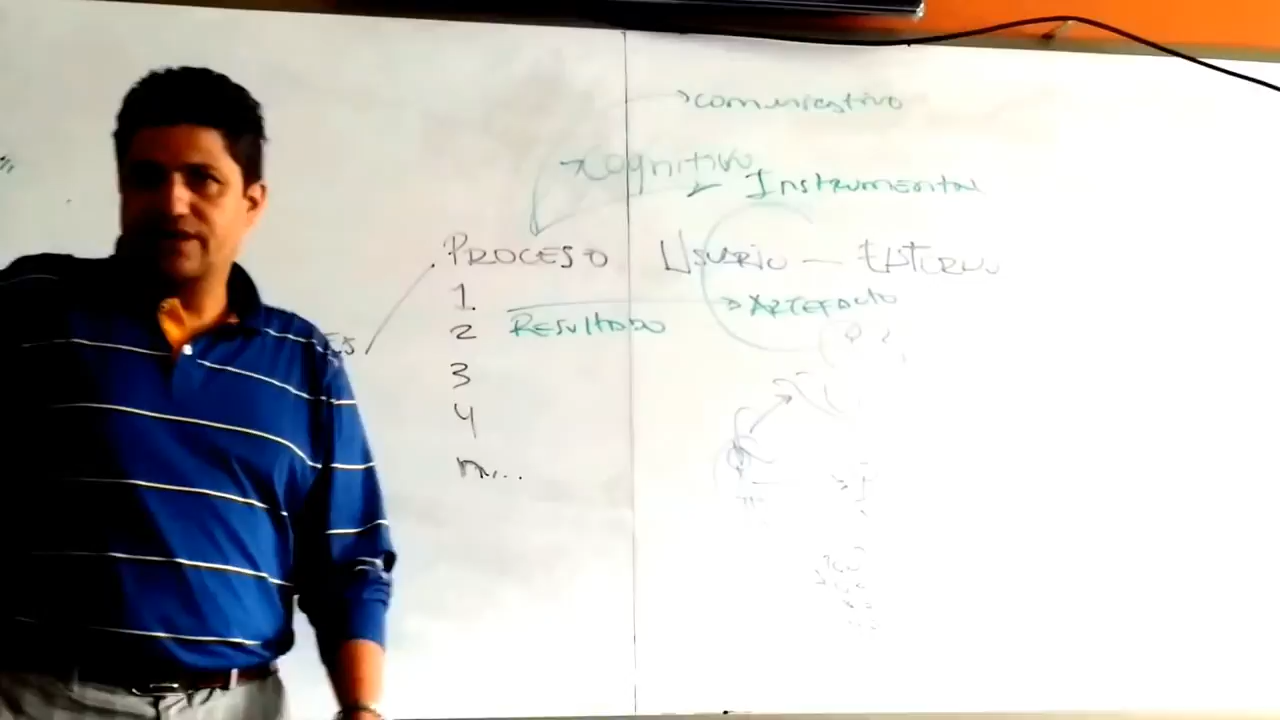 comunicativo
Cognitivo
Instrumental
PROCESO USUARIO — ENTORNO
1
ARTEFACTO
2 RESULTADO
3
4
n...